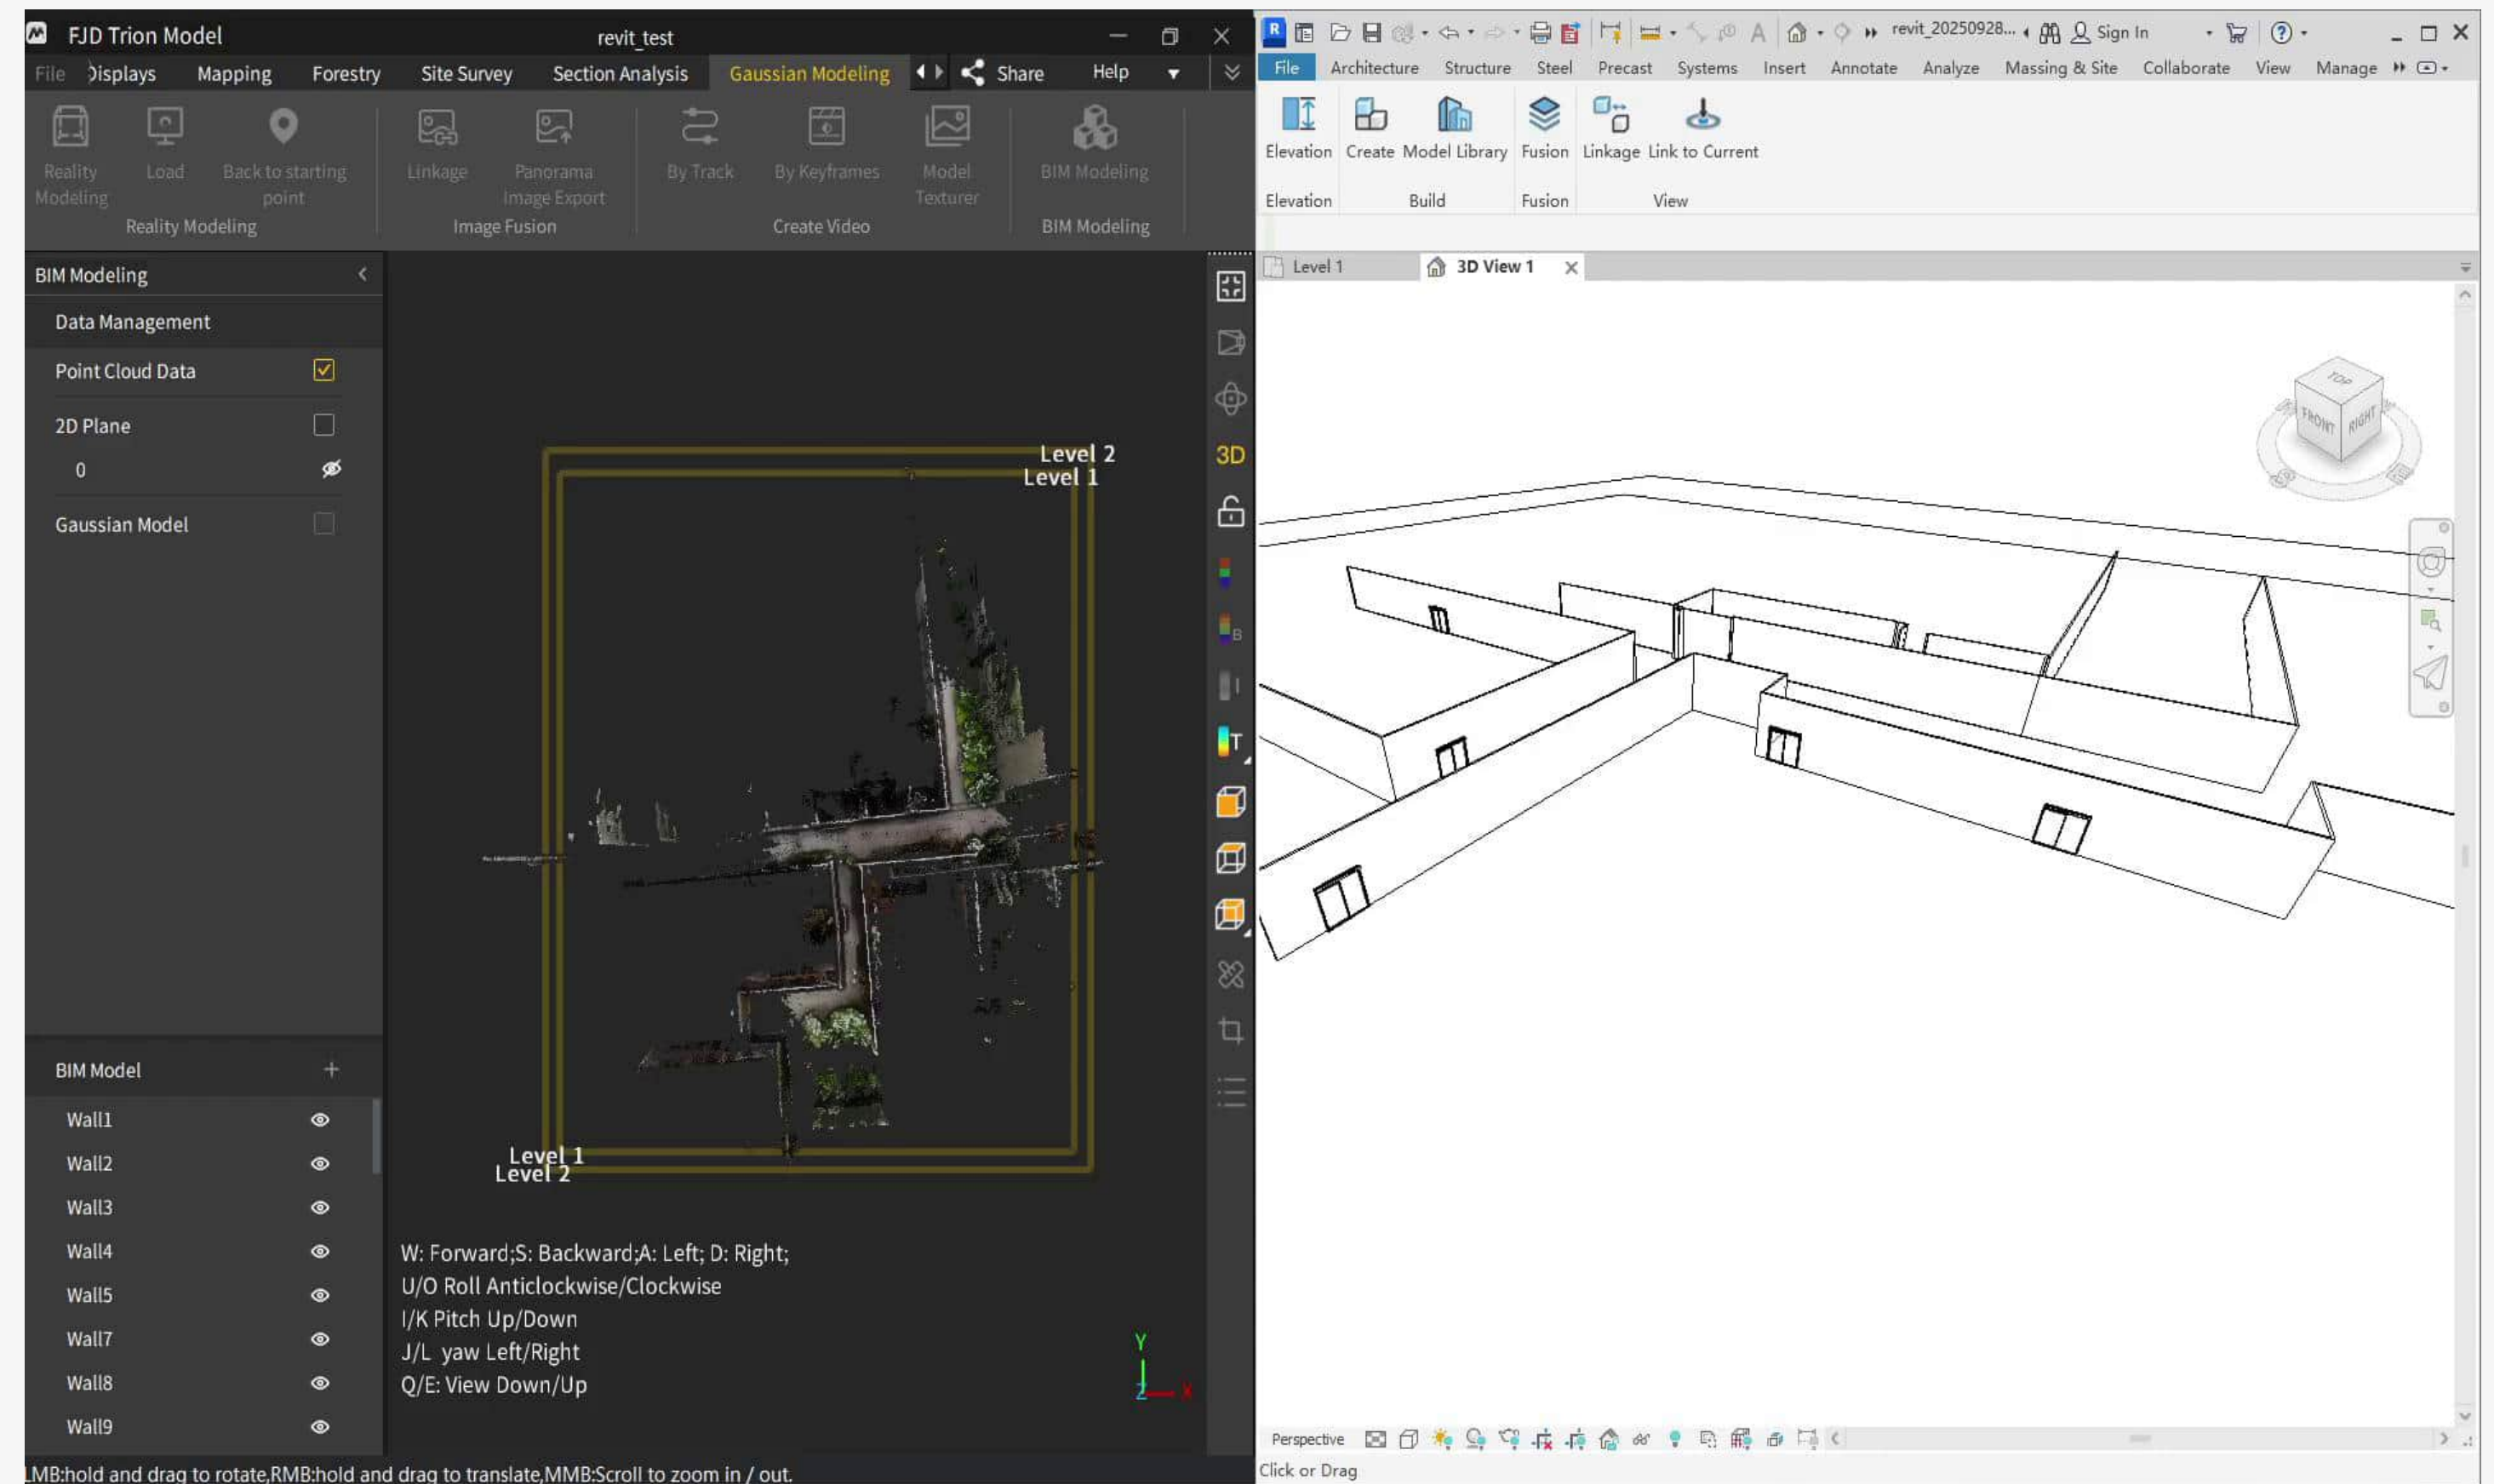 FJD Trion Model
revit_test
File Displays Mapping Forestry Site Survey Section Analysis Gaussian Modeling Share Help
Reality Modeling
Load
Back to starting point
Linkage
Panorama Image Export
By Track
By Keyframes
Model Texturer
BIM Modeling
Reality Modeling Image Fusion Create Video BIM Modeling
BIM Modeling
Data Management
Point Cloud Data
2D Plane
0
Gaussian Model
BIM Model +
Wall1
Wall2
Wall3
Wall4
Wall5
Wall7
Wall8
Wall9
Level 2
Level 1
Level 1
Level 2
W: Forward;S: Backward;A: Left; D: Right;
U/O Roll Anticlockwise/Clockwise
I/K Pitch Up/Down
J/L yaw Left/Right
Q/E: View Down/Up
Y
Z X
3D
B
I
T
LMB:hold and drag to rotate,RMB:hold and drag to translate,MMB:Scroll to zoom in / out.
R
A
revit_20250928...
Sign In
File Architecture Structure Steel Precast Systems Insert Annotate Analyze Massing & Site Collaborate View Manage
Elevation Create Model Library Fusion Linkage Link to Current
Elevation Build Fusion View
Level 1
3D View 1
TOP
FRONT RIGHT
Perspective
Click or Drag